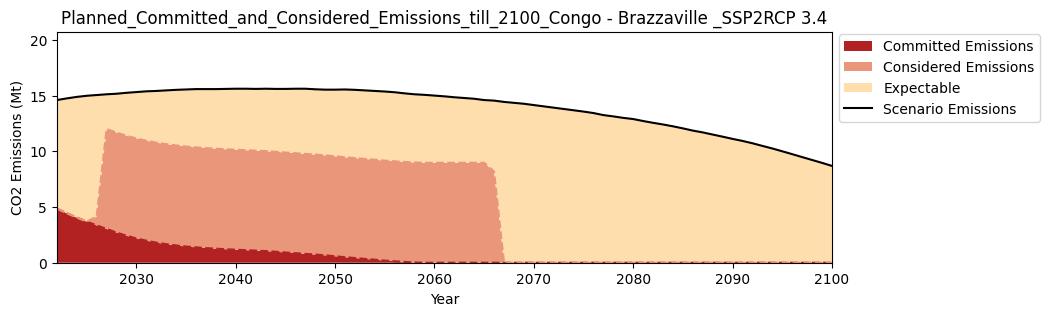 Planned_Committed_and_Considered_Emissions_till_2100_Congo - Brazzaville _SSP2RCP 3.4
Committed Emissions
Considered Emissions
Expectable
Scenario Emissions
CO2 Emissions (Mt)
20
15
10
5
0
2030 2040 2050 2060 2070 2080 2090 2100
Year